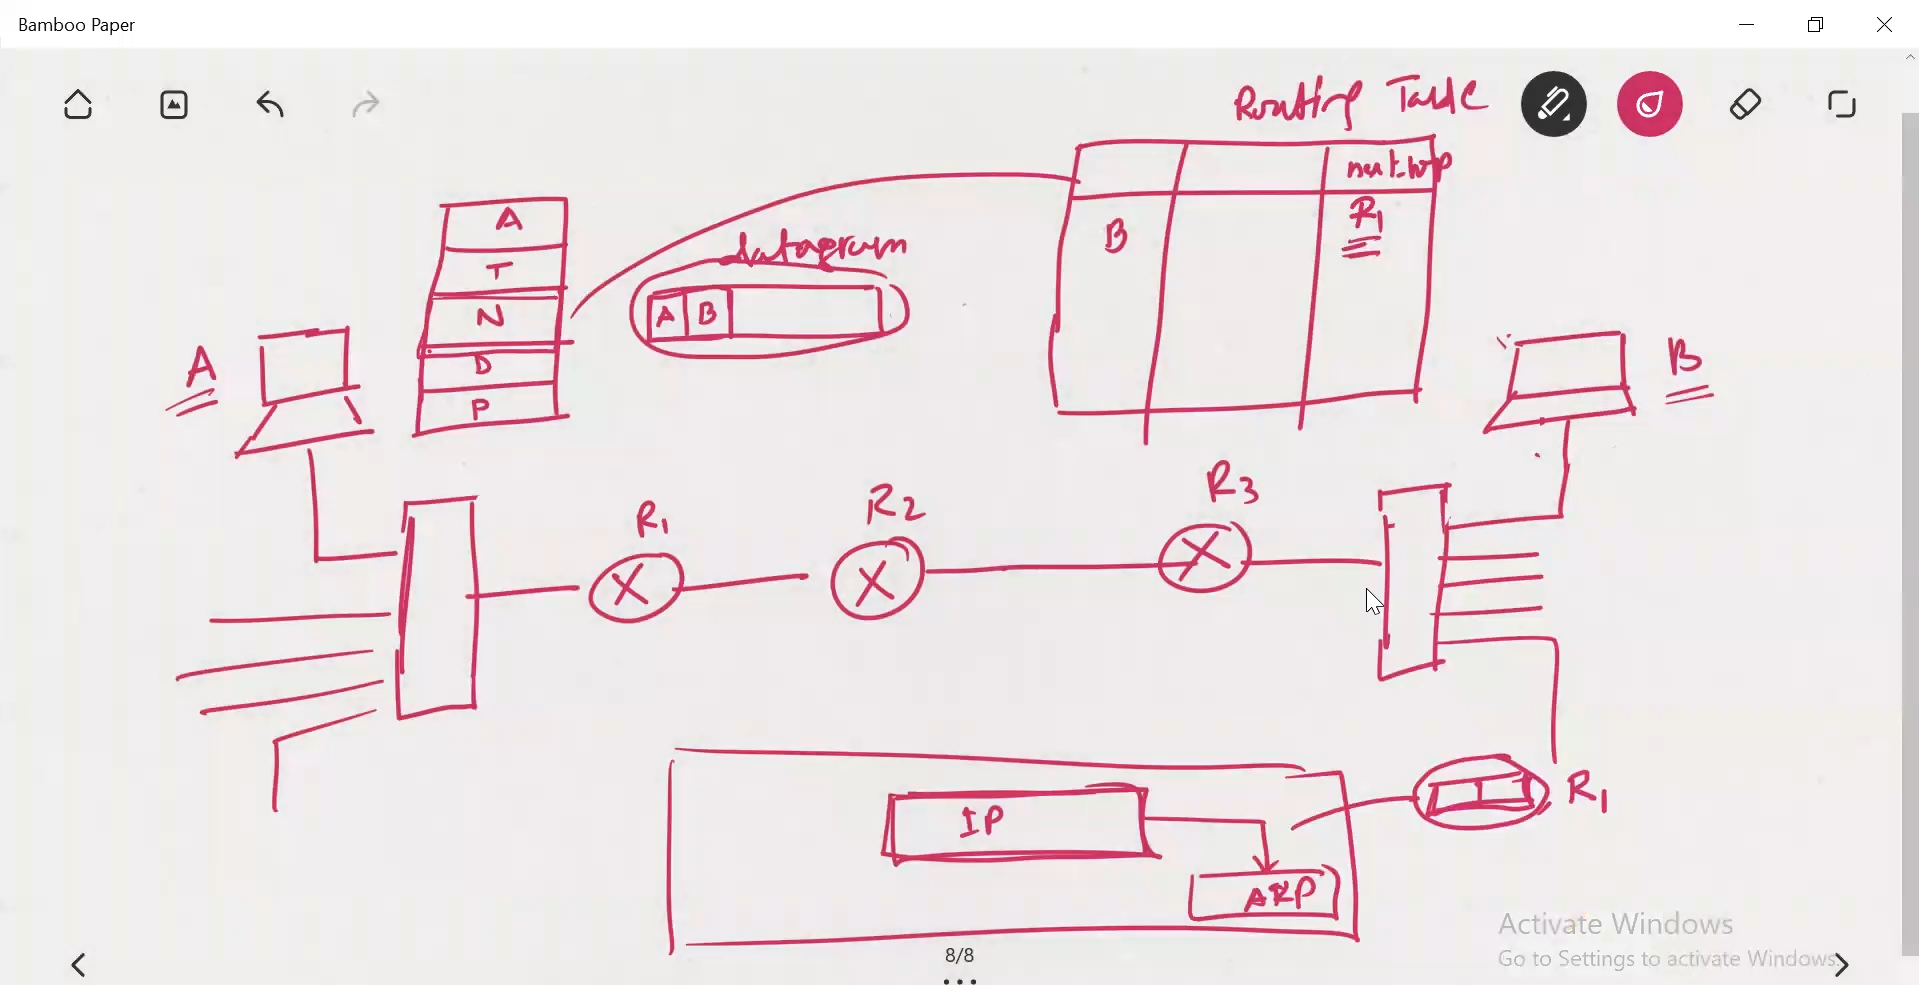 Bamboo Paper
Routing Table
next-hop
A
R1
T
B
datagram
N
A B
D
A
B
P
R3
R2
R1
IP
R1
ARP
Activate Windows
8/8
Go to Settings to activate Windows.